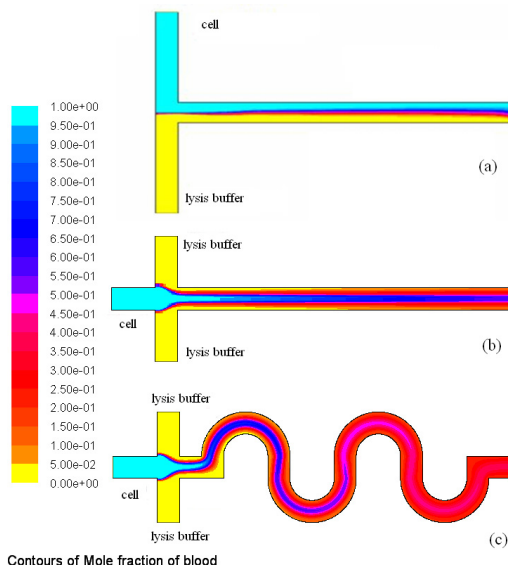 cell
(a)
lysis buffer
1.00e+00
9.50e-01
9.00e-01
8.50e-01
8.00e-01
7.50e-01
7.00e-01
6.50e-01
6.00e-01
5.50e-01
5.00e-01
4.50e-01
4.00e-01
3.50e-01
3.00e-01
2.50e-01
2.00e-01
1.50e-01
1.00e-01
5.00e-02
0.00e+00
lysis buffer
cell
lysis buffer
(b)
lysis buffer
cell
lysis buffer
(c)
Contours of Mole fraction of blood